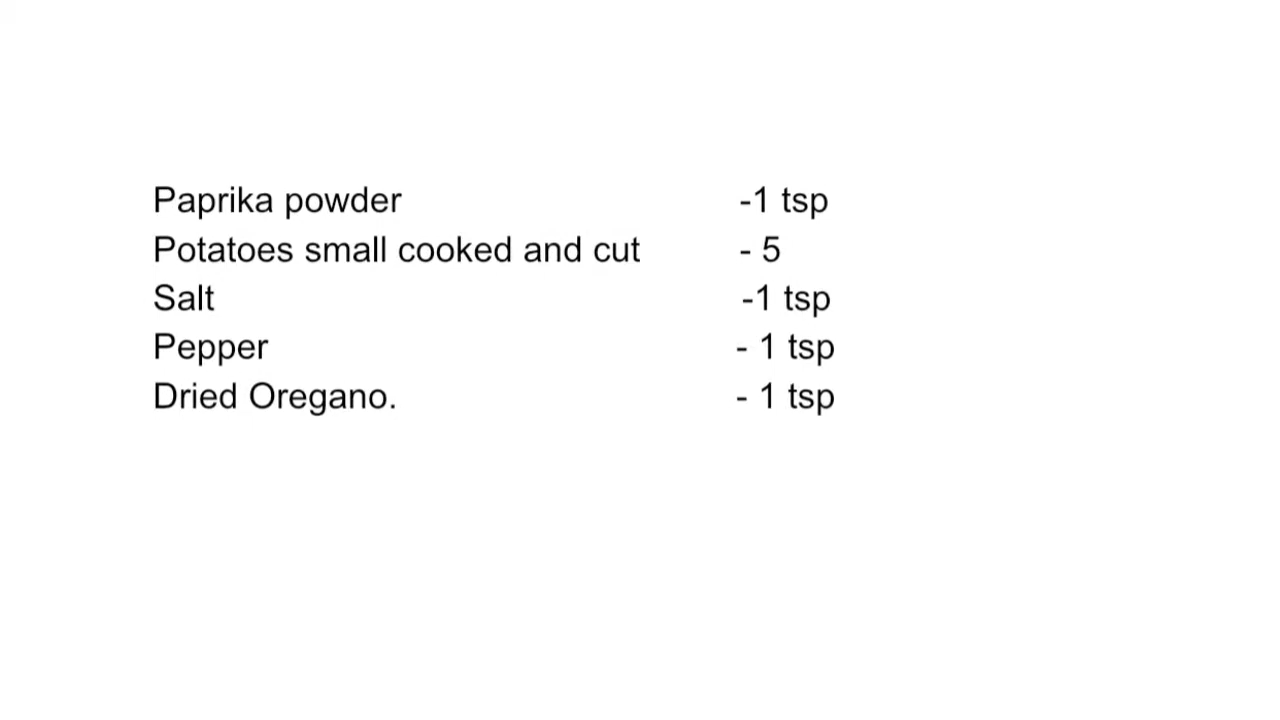 Paprika powder -1 tsp
Potatoes small cooked and cut - 5
Salt -1 tsp
Pepper - 1 tsp
Dried Oregano. - 1 tsp